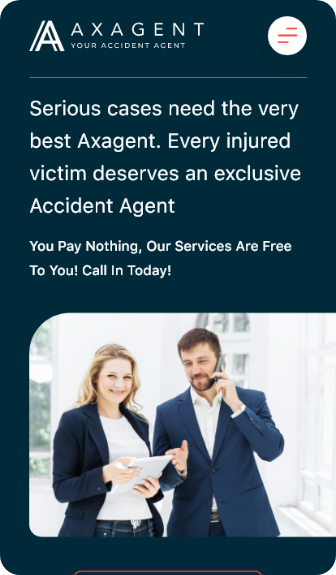 AXAGENT
YOUR ACCIDENT AGENT
Serious cases need the very
best Axagent. Every injured
victim deserves an exclusive
Accident Agent
You Pay Nothing, Our Services Are Free
To You! Call In Today!